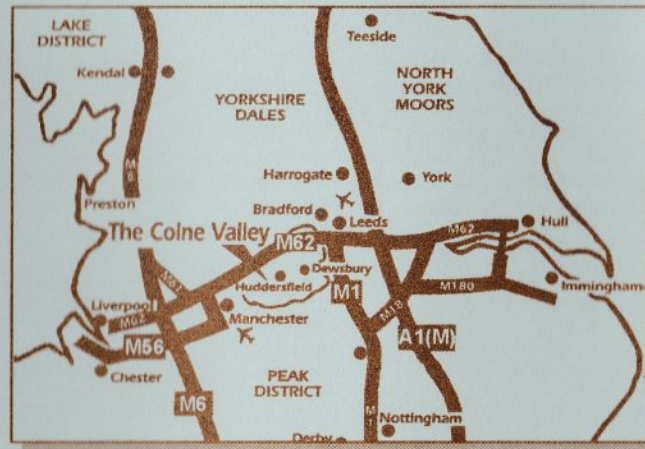 LAKE
DISTRICT
Teeside
Kendal
NORTH
YORK
MOORS
YORKSHIRE
DALES
M
6
Harrogate
York
Preston
Bradford
Leeds
Hull
The Colne Valley
M62
M62
Dewsbury
Huddersfield
M61
M1
M180
Immingham
Liverpool
M62
M18
Manchester
M56
A1(M)
Chester
PEAK
DISTRICT
M6
M
1
Nottingham
Derby